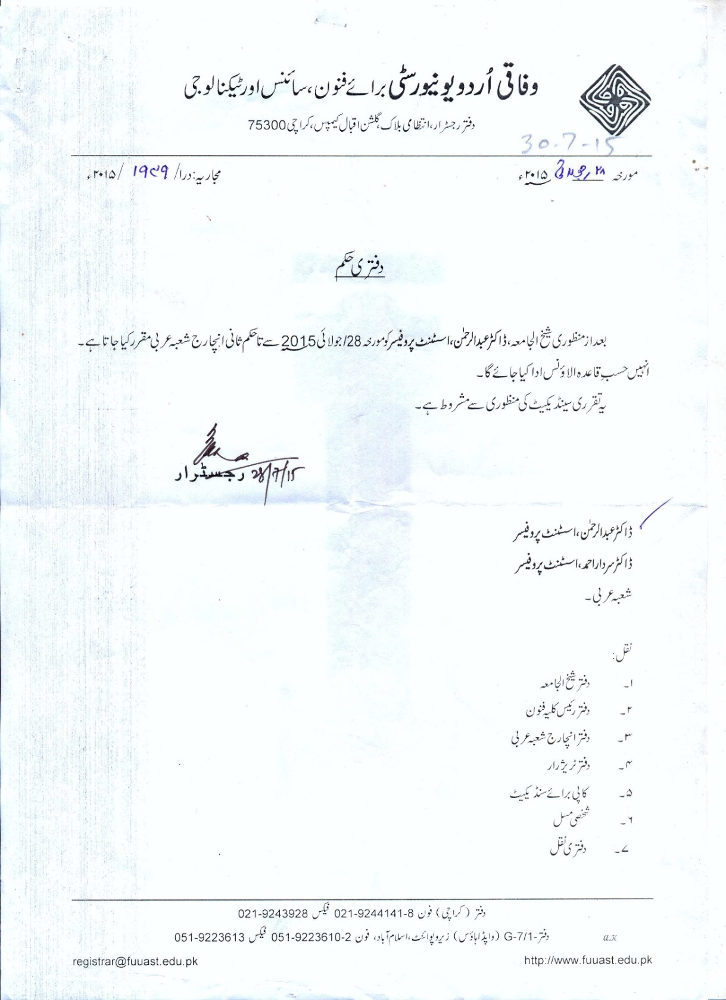 وفاقی اُردو یونیورسٹی برائے فنون، سائنس اور ٹیکنالوجی
دفتر رجسٹرار، انتظامی بلاک گلشن اقبال کیمپس، کراچی 75300
30-7-15
مورخہ ۲۸؍جولائی ۲۰۱۵ء
مجاریہ: درا/ ۱۹۷۹ /۲۰۱۵ء
دفتری حکم
بعد از منظوری شیخ الجامعہ، ڈاکٹر عبدالرحمٰن، اسسٹنٹ پروفیسر کو مورخہ 28/جولائی 2015 سے تا حکم ثانی انچارج شعبہ عربی مقرر کیا جاتا ہے۔
انہیں حسبِ قاعدہ الاؤنس ادا کیا جائے گا۔
یہ تقرری سینڈیکیٹ کی منظوری سے مشروط ہے۔
رجسٹرار 28/7/15
ڈاکٹر عبدالرحمٰن، اسسٹنٹ پروفیسر
ڈاکٹر سردار احمد، اسسٹنٹ پروفیسر
شعبہ عربی۔
نقل:
۱۔ دفتر شیخ الجامعہ
۲۔ دفتر رئیس کلیہ فنون
۳۔ دفتر انچارج شعبہ عربی
۴۔ دفتر ٹریژرار
۵۔ کاپی برائے سنڈیکیٹ
۶۔ شخصی مسل
۷۔ دفتری نقل
دفتر (کراچی) فون 021-9244141-8 فیکس 021-9243928
دفتر-G-7/1 (واپڈا ہاؤس) زیرو پوائنٹ، اسلام آباد، فون 051-9223610-2 فیکس 051-9223613
A.K
registrar@fuuast.edu.pk
http://www.fuuast.edu.pk